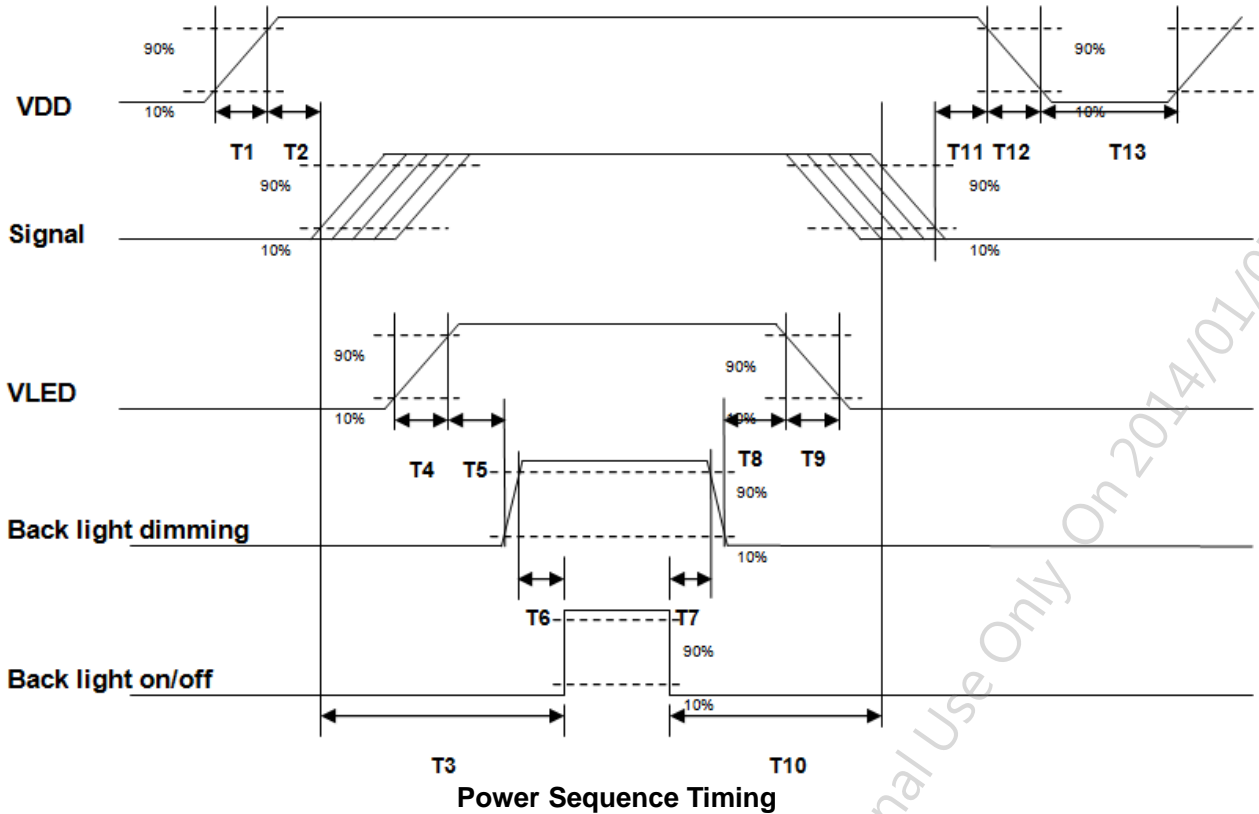 90%
90%
VDD
10%
10%
T1
T2
T11
T12
T13
90%
90%
Signal
10%
10%
90%
90%
VLED
10%
T4
T5
T8
T9
90%
Back light dimming
10%
T6
T7
90%
Back light on/off
10%
T3
T10
Power Sequence Timing
nal Use Only On 2014/01/0